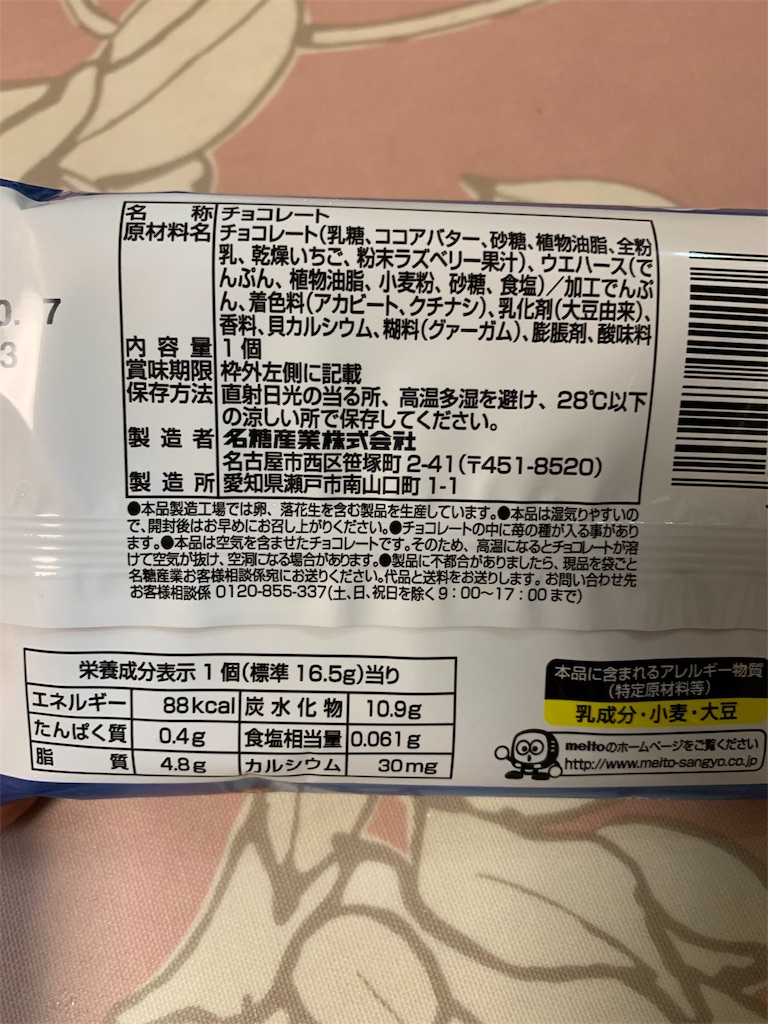 0. 7
3
名称 チョコレート
原材料名 チョコレート(乳糖、ココアバター、砂糖、植物油脂、全粉
乳、乾燥いちご、粉末ラズベリー果汁)、ウエハース(で
んぷん、植物油脂、小麦粉、砂糖、食塩)/加工でんぷ
ん、着色料(アカビート、クチナシ)、乳化剤(大豆由来)、
香料、貝カルシウム、糊料(グァーガム)、膨脹剤、酸味料
内容量 1個
賞味期限 枠外左側に記載
保存方法 直射日光の当る所、高温多湿を避け、28℃以下
の涼しい所で保存してください。
製造者 名糖産業株式会社
名古屋市西区笹塚町2-41(〒451-8520)
製造所 愛知県瀬戸市南山口町1-1
●本品製造工場では卵、落花生を含む製品を生産しています。●本品は湿気りやすいの
で、開封後はお早めにお召し上がりください。●チョコレートの中に苺の種が入る事があり
ます。●本品は空気を含ませたチョコレートです。そのため、高温になるとチョコレートが溶
けて空気が抜け、空洞になる場合があります。●製品に不都合がありましたら、現品を袋ごと
名糖産業お客様相談係宛にお送りください。代品と送料をお送りします。お問い合わせ先
お客様相談係 0120-855-337(土、日、祝日を除く9:00〜17:00まで)
栄養成分表示1個(標準16.5g)当り
エネルギー 88kcal 炭水化物 10.9g
たんぱく質 0.4g 食塩相当量 0.061g
脂質 4.8g カルシウム 30mg
本品に含まれるアレルギー物質
(特定原材料等)
乳成分・小麦・大豆
meitoのホームページをご覧ください
http://www.meito-sangyo.co.jp